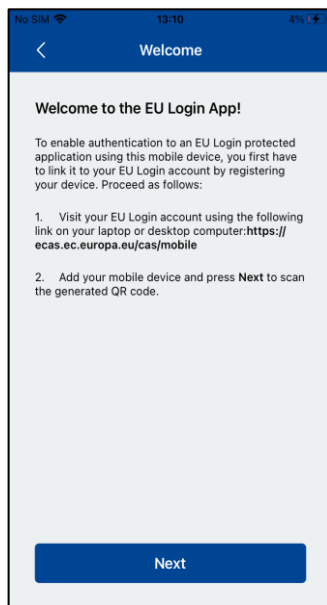 No SIM 13:10 4%
Welcome
Welcome to the EU Login App!
To enable authentication to an EU Login protected
application using this mobile device, you first have
to link it to your EU Login account by registering
your device. Proceed as follows:
1. Visit your EU Login account using the following
link on your laptop or desktop computer:https://
ecas.ec.europa.eu/cas/mobile
2. Add your mobile device and press Next to scan
the generated QR code.
Next